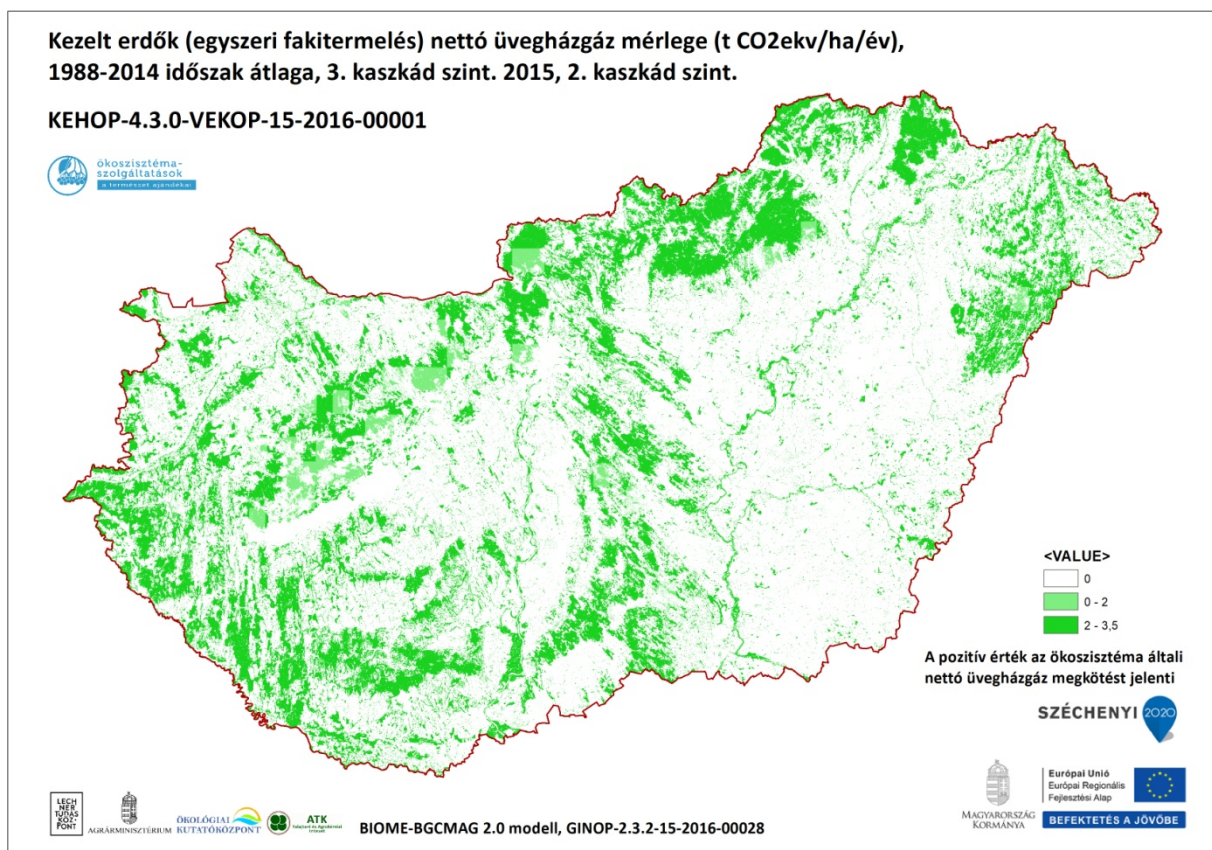 Kezelt erdők (egyszeri fakitermelés) nettó üvegházgáz mérlege (t CO2ekv/ha/év),
1988-2014 időszak átlaga, 3. kaszkád szint. 2015, 2. kaszkád szint.
KEHOP-4.3.0-VEKOP-15-2016-00001
ökoszisztéma-
szolgáltatások
a természet ajándékai
<VALUE>
0
0 - 2
2 - 3,5
A pozitív érték az ökoszisztéma általi
nettó üvegházgáz megkötést jelenti
SZÉCHENYI 2020
LECH
NER
TUDÁS
KÖZ
PONT
AGRÁRMINISZTÉRIUM
ÖKOLÓGIAI
KUTATÓKÖZPONT
ATK
BIOME-BGCMAG 2.0 modell, GINOP-2.3.2-15-2016-00028
MAGYARORSZÁG
KORMÁNYA
Európai Unió
Európai Regionális
Fejlesztési Alap
BEFEKTETÉS A JÖVŐBE